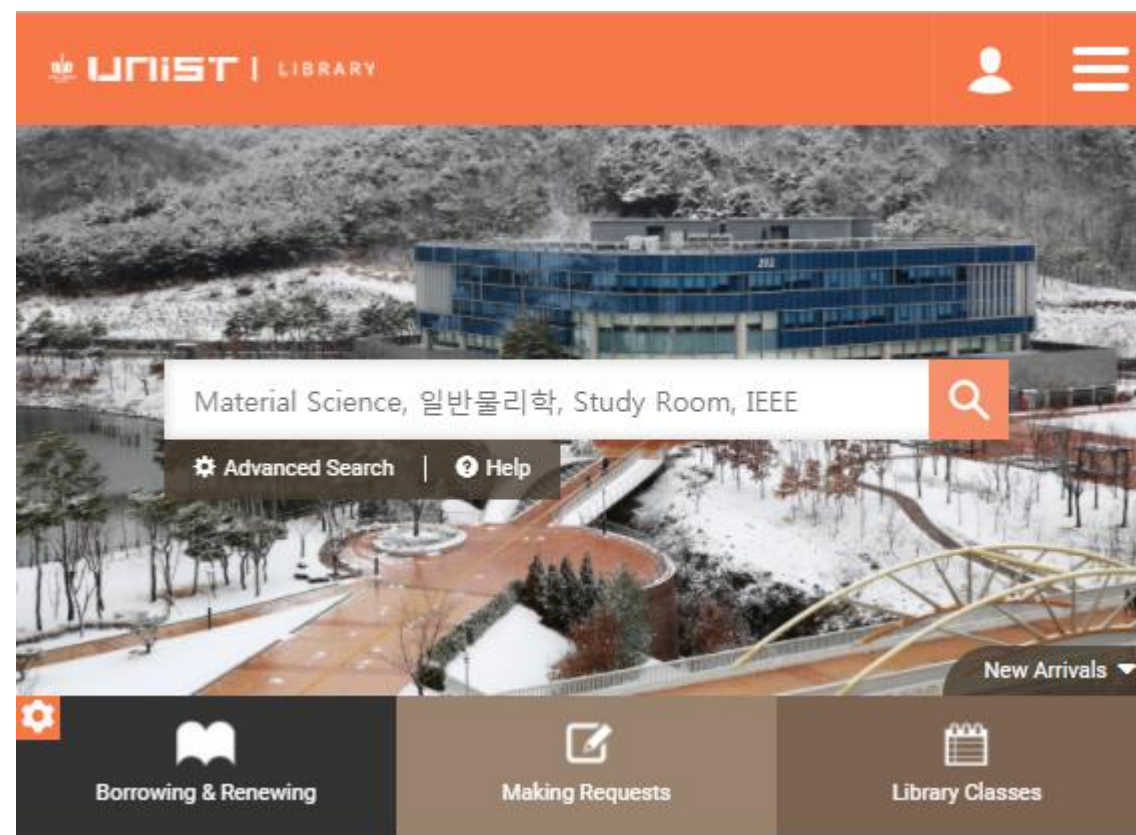 UNIST | LIBRARY
202
Material Science, 일반물리학, Study Room, IEEE
Advanced Search | Help
New Arrivals
Borrowing & Renewing
Making Requests
Library Classes